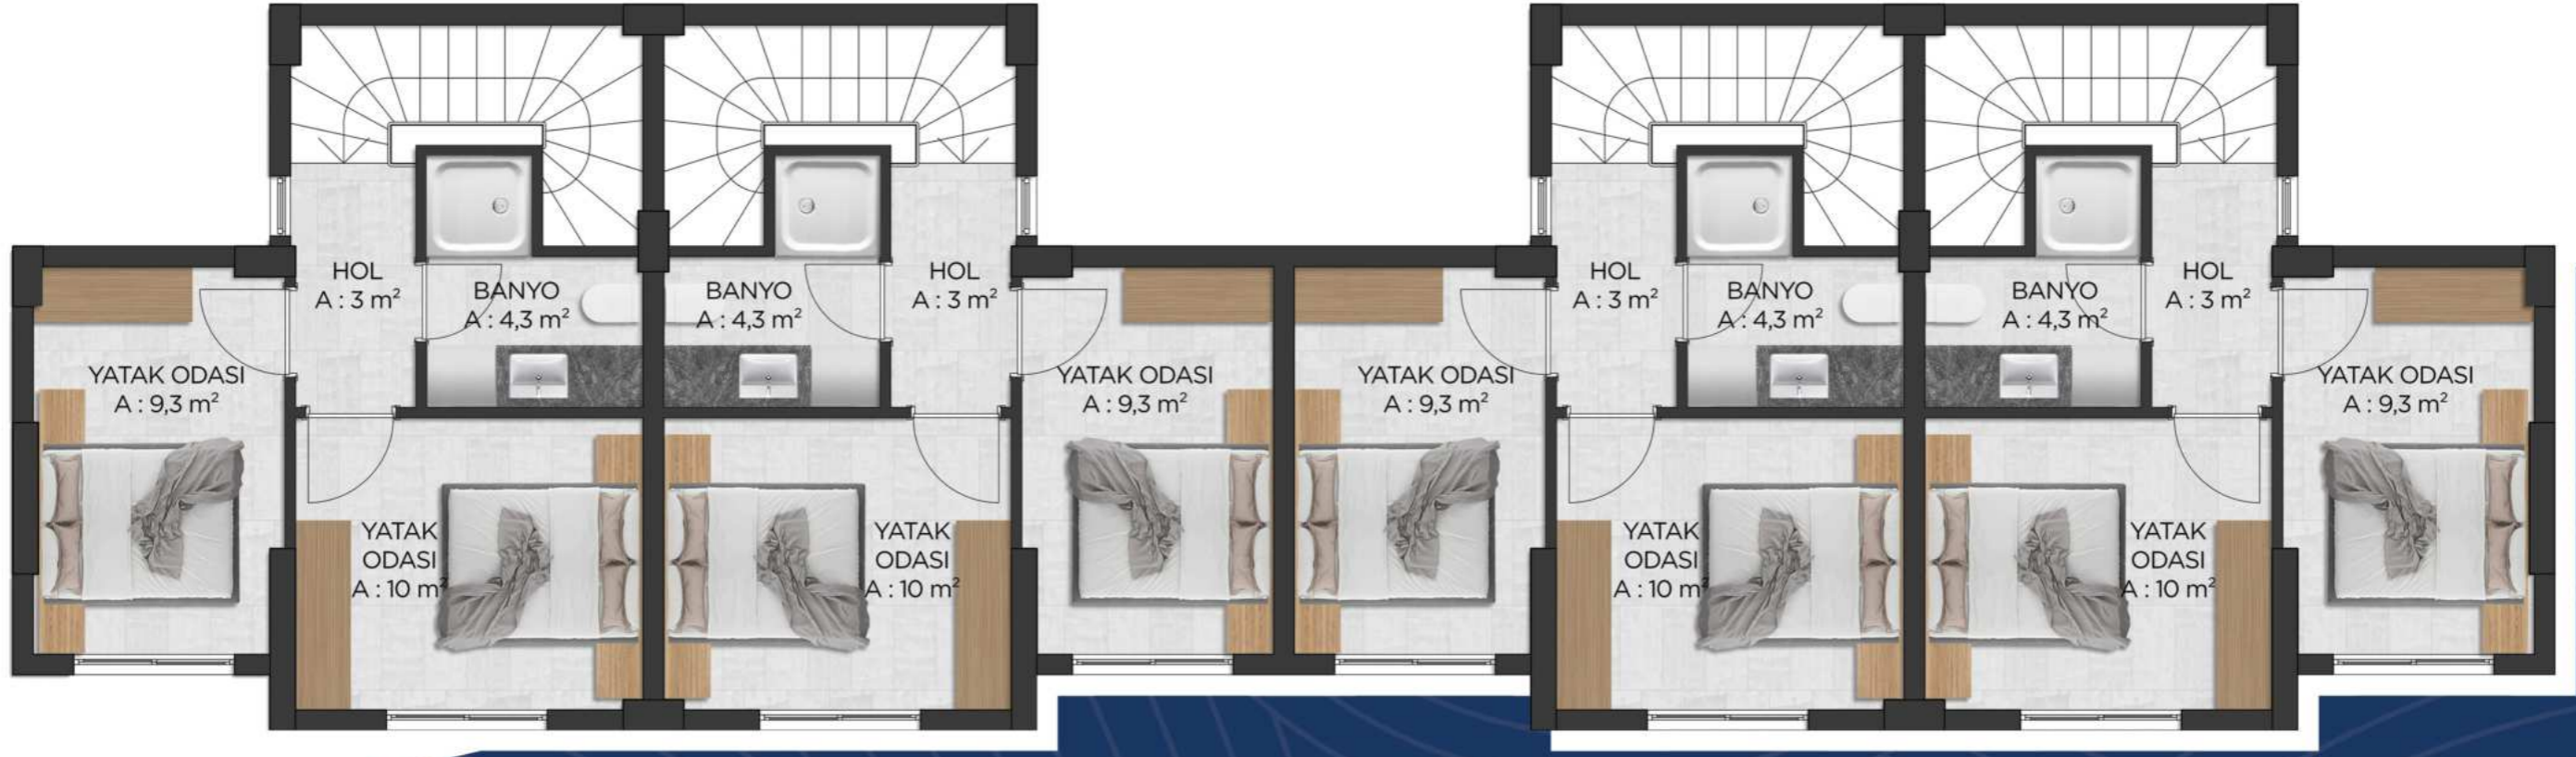 HOL
A : 3 m²
BANYO
A : 4,3 m²
BANYO
A : 4,3 m²
HOL
A : 3 m²
HOL
A : 3 m²
BANYO
A : 4,3 m²
BANYO
A : 4,3 m²
HOL
A : 3 m²
YATAK ODASI
A : 9,3 m²
YATAK ODASI
A : 9,3 m²
YATAK ODASI
A : 9,3 m²
YATAK ODASI
A : 9,3 m²
YATAK
ODASI
A : 10 m²
YATAK
ODASI
A : 10 m²
YATAK
ODASI
A : 10 m²
YATAK
ODASI
A : 10 m²